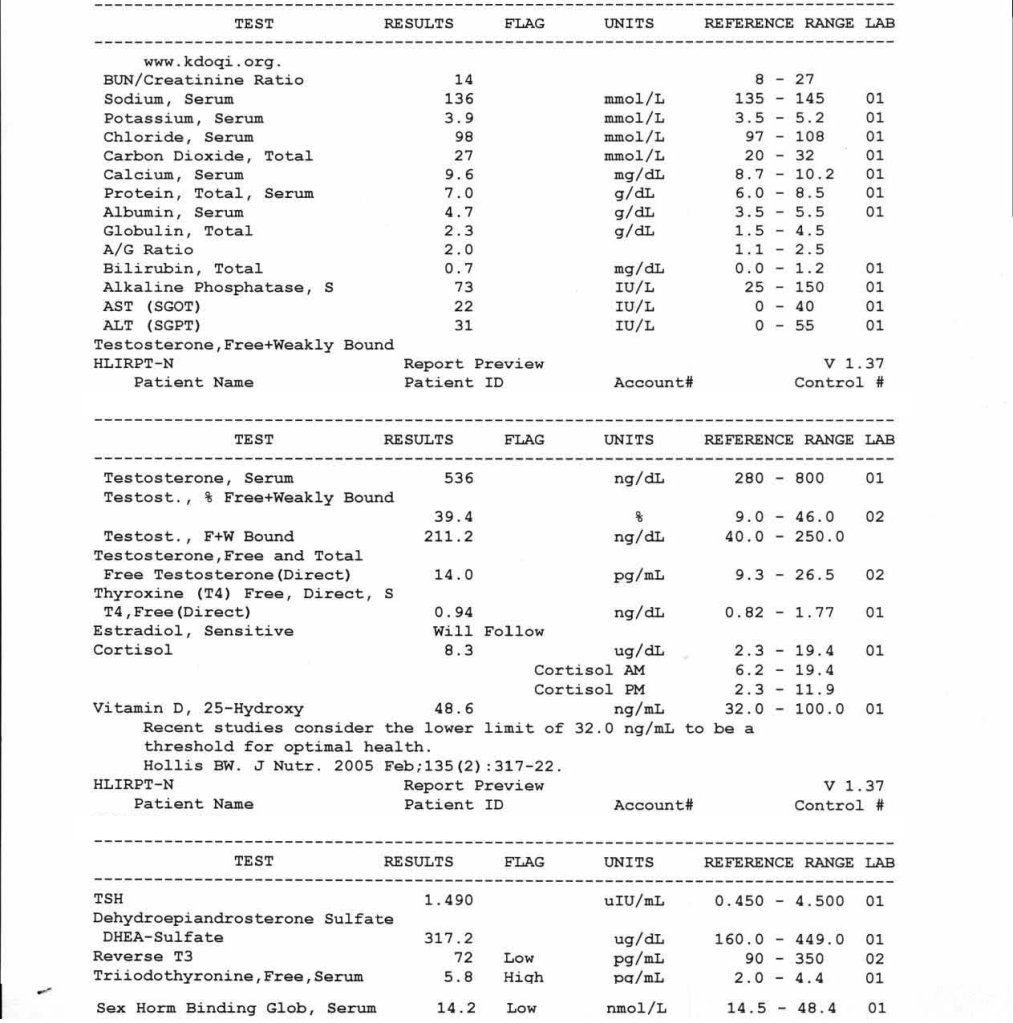 TEST RESULTS FLAG UNITS REFERENCE RANGE LAB
www.kdoqi.org.
BUN/Creatinine Ratio 14 8 - 27
Sodium, Serum 136 mmol/L 135 - 145 01
Potassium, Serum 3.9 mmol/L 3.5 - 5.2 01
Chloride, Serum 98 mmol/L 97 - 108 01
Carbon Dioxide, Total 27 mmol/L 20 - 32 01
Calcium, Serum 9.6 mg/dL 8.7 - 10.2 01
Protein, Total, Serum 7.0 g/dL 6.0 - 8.5 01
Albumin, Serum 4.7 g/dL 3.5 - 5.5 01
Globulin, Total 2.3 g/dL 1.5 - 4.5
A/G Ratio 2.0 1.1 - 2.5
Bilirubin, Total 0.7 mg/dL 0.0 - 1.2 01
Alkaline Phosphatase, S 73 IU/L 25 - 150 01
AST (SGOT) 22 IU/L 0 - 40 01
ALT (SGPT) 31 IU/L 0 - 55 01
Testosterone,Free+Weakly Bound
HLIRPT-N Report Preview V 1.37
Patient Name Patient ID Account# Control #
TEST RESULTS FLAG UNITS REFERENCE RANGE LAB
Testosterone, Serum 536 ng/dL 280 - 800 01
Testost., % Free+Weakly Bound
39.4 % 9.0 - 46.0 02
Testost., F+W Bound 211.2 ng/dL 40.0 - 250.0
Testosterone,Free and Total
Free Testosterone(Direct) 14.0 pg/mL 9.3 - 26.5 02
Thyroxine (T4) Free, Direct, S
T4,Free(Direct) 0.94 ng/dL 0.82 - 1.77 01
Estradiol, Sensitive Will Follow
Cortisol 8.3 ug/dL 2.3 - 19.4 01
Cortisol AM 6.2 - 19.4
Cortisol PM 2.3 - 11.9
Vitamin D, 25-Hydroxy 48.6 ng/mL 32.0 - 100.0 01
Recent studies consider the lower limit of 32.0 ng/mL to be a
threshold for optimal health.
Hollis BW. J Nutr. 2005 Feb;135(2):317-22.
HLIRPT-N Report Preview V 1.37
Patient Name Patient ID Account# Control #
TEST RESULTS FLAG UNITS REFERENCE RANGE LAB
TSH 1.490 uIU/mL 0.450 - 4.500 01
Dehydroepiandrosterone Sulfate
DHEA-Sulfate 317.2 ug/dL 160.0 - 449.0 01
Reverse T3 72 Low pg/mL 90 - 350 02
Triiodothyronine,Free,Serum 5.8 High pg/mL 2.0 - 4.4 01
Sex Horm Binding Glob, Serum 14.2 Low nmol/L 14.5 - 48.4 01